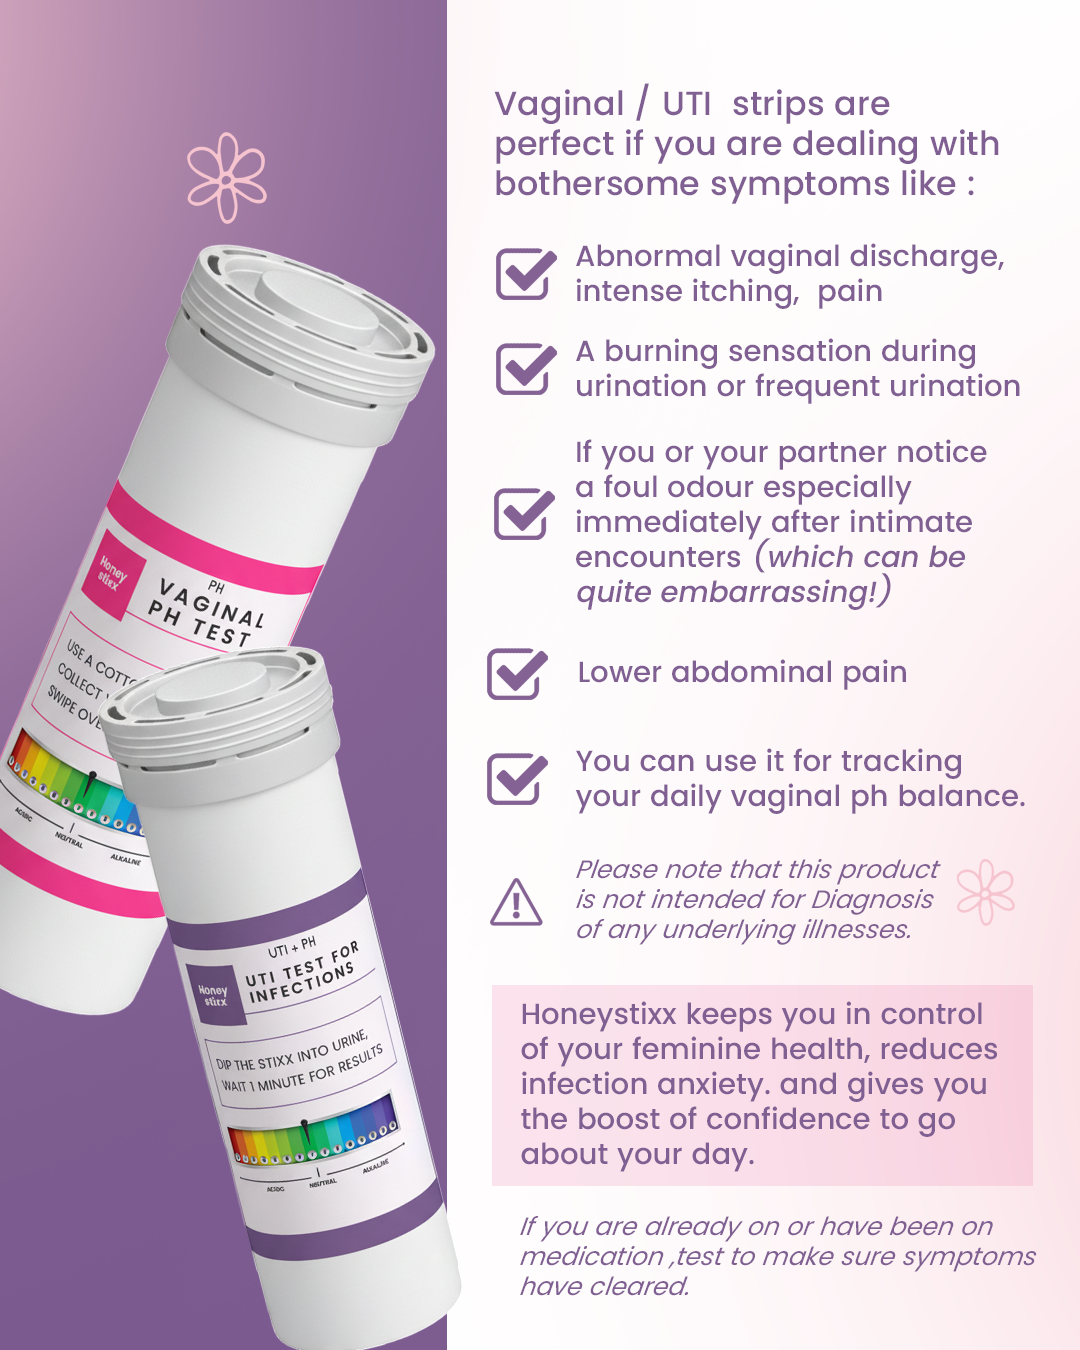 Vaginal / UTI strips are
perfect if you are dealing with
bothersome symptoms like :
Abnormal vaginal discharge,
intense itching, pain
A burning sensation during
urination or frequent urination
If you or your partner notice
a foul odour especially
immediately after intimate
encounters (which can be
quite embarrassing!)
Lower abdominal pain
You can use it for tracking
your daily vaginal ph balance.
Please note that this product
is not intended for Diagnosis
of any underlying illnesses.
Honeystixx keeps you in control
of your feminine health, reduces
infection anxiety. and gives you
the boost of confidence to go
about your day.
If you are already on or have been on
medication ,test to make sure symptoms
have cleared.
Honey
stixx
PH
VAGINAL
PH TEST
USE A COTTO
COLLECT
SWIPE OVE
NEUTRAL
ALKALINE
Honey
stixx
UTI + PH
UTI TEST FOR
INFECTIONS
DIP THE STIXX INTO URINE,
WAIT 1 MINUTE FOR RESULTS
NEUTRAL
ALKALINE